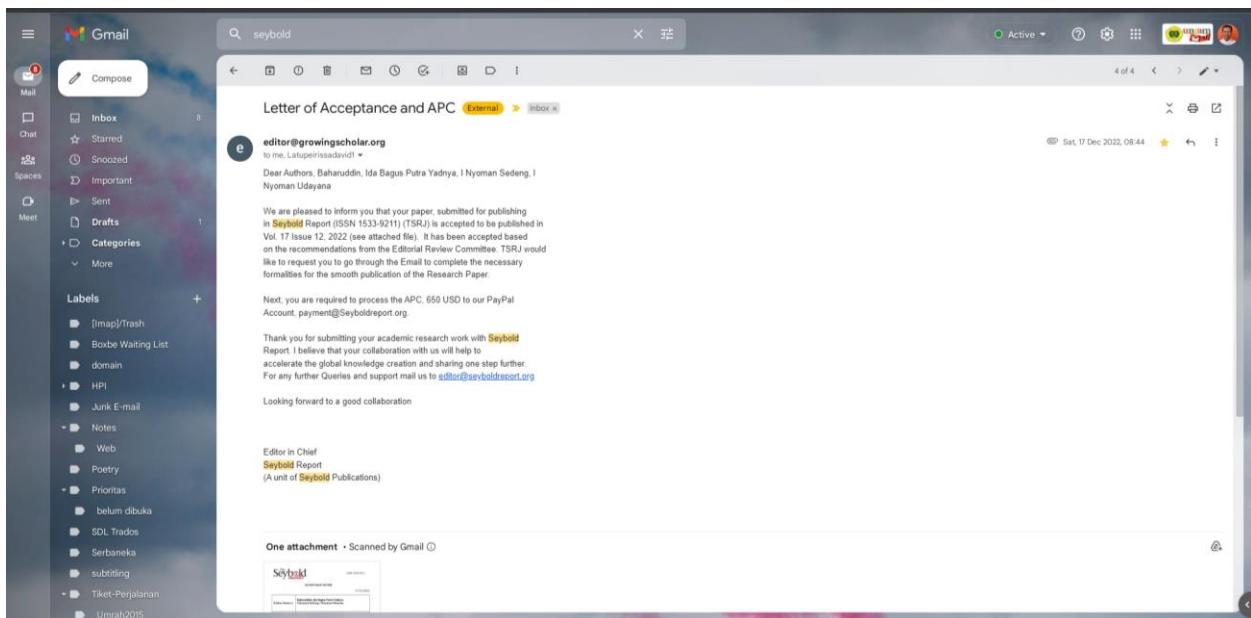 Gmail
seybold
Active
unram
8
Mail
Compose
4 of 4
Chat
Spaces
Meet
Inbox 8
Starred
Snoozed
Important
Sent
Drafts 1
Categories
More
Labels +
[Imap]/Trash
Boxbe Waiting List
domain
HPI
Junk E-mail
Notes
Web
Poetry
Prioritas
belum dibuka
SDL Trados
Serbaneka
subtitling
Tiket-Perjalanan
Umrah2015
Letter of Acceptance and APC External Inbox x
e
editor@growingscholar.org
Sat, 17 Dec 2022, 08:44
to me, Latupeirissadavid1
Dear Authors, Baharuddin, Ida Bagus Putra Yadnya, I Nyoman Sedeng, I
Nyoman Udayana
We are pleased to inform you that your paper, submitted for publishing
in Seybold Report (ISSN 1533-9211) (TSRJ) is accepted to be published in
Vol. 17 Issue 12, 2022 (see attached file). It has been accepted based
on the recommendations from the Editorial Review Committee. TSRJ would
like to request you to go through the Email to complete the necessary
formalities for the smooth publication of the Research Paper.
Next, you are required to process the APC, 650 USD to our PayPal
Account, payment@Seyboldreport.org.
Thank you for submitting your academic research work with Seybold
Report. I believe that your collaboration with us will help to
accelerate the global knowledge creation and sharing one step further.
For any further Queries and support mail us to editor@seyboldreport.org
Looking forward to a good collaboration
Editor in Chief
Seybold Report
(A unit of Seybold Publications)
One attachment • Scanned by Gmail
Seybold